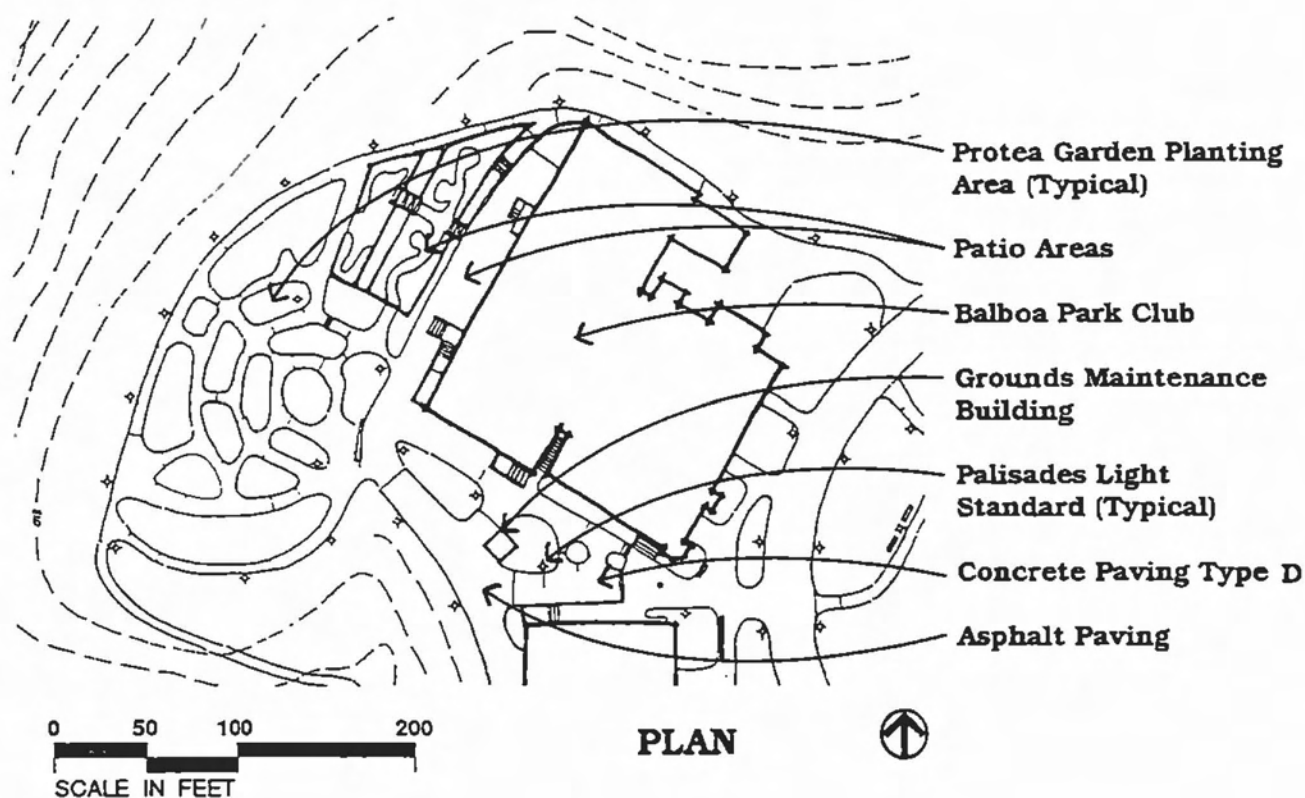 Protea Garden Planting
Area (Typical)
Patio Areas
Balboa Park Club
Grounds Maintenance
Building
Palisades Light
Standard (Typical)
Concrete Paving Type D
Asphalt Paving
0 50 100 200
SCALE IN FEET
PLAN